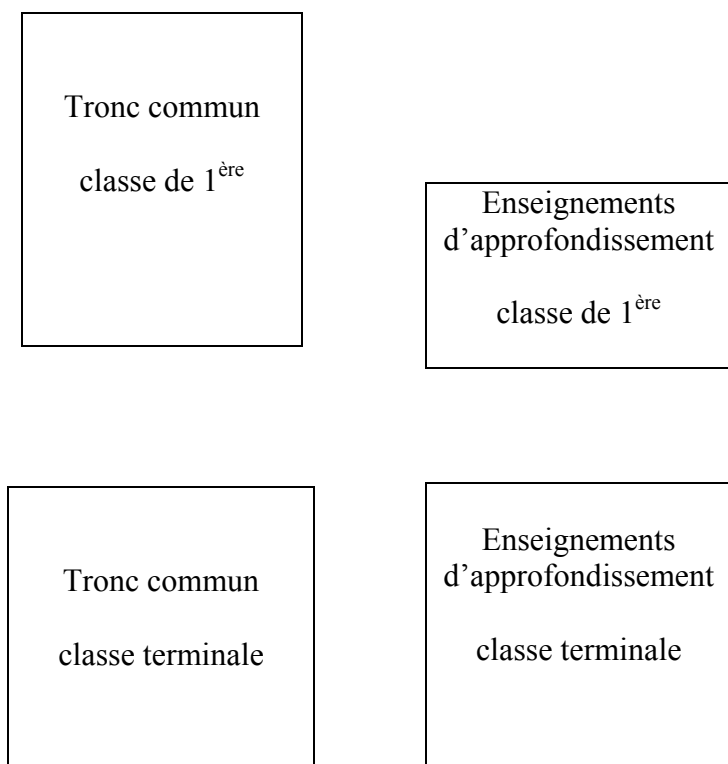 Tronc commun
classe de 1ère
Enseignements
d’approfondissement
classe de 1ère
Tronc commun
classe terminale
Enseignements
d’approfondissement
classe terminale